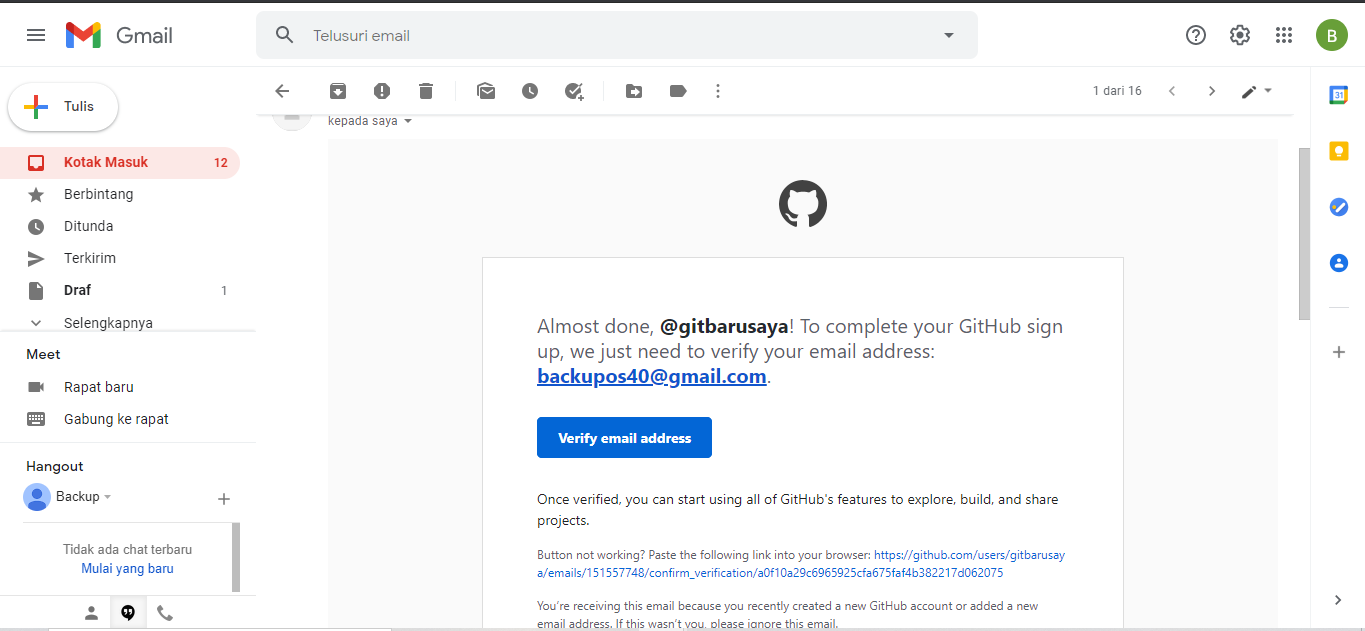 Gmail
Telusuri email
B
Tulis
1 dari 16
31
kepada saya
Kotak Masuk 12
Berbintang
Ditunda
Terkirim
Draf 1
Selengkapnya
Meet
Rapat baru
Gabung ke rapat
Hangout
Backup
Tidak ada chat terbaru
Mulai yang baru
Almost done, @gitbarusaya! To complete your GitHub sign
up, we just need to verify your email address:
backupos40@gmail.com.
Verify email address
Once verified, you can start using all of GitHub's features to explore, build, and share
projects.
Button not working? Paste the following link into your browser: https://github.com/users/gitbarusay
a/emails/151557748/confirm_verification/a0f10a29c6965925cfa675faf4b382217d062075
You’re receiving this email because you recently created a new GitHub account or added a new
email address. If this wasn’t you, please ignore this email.